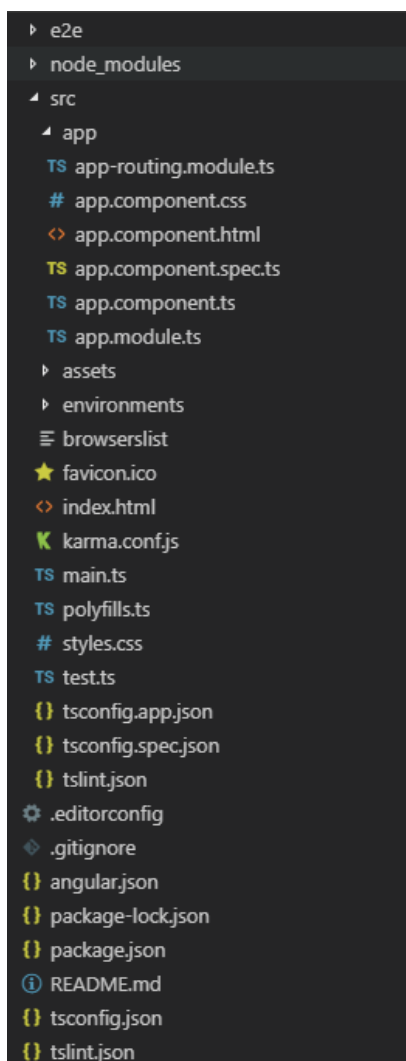 e2e
node_modules
src
app
TS app-routing.module.ts
# app.component.css
<> app.component.html
TS app.component.spec.ts
TS app.component.ts
TS app.module.ts
assets
environments
browserslist
favicon.ico
<> index.html
K karma.conf.js
TS main.ts
TS polyfills.ts
# styles.css
TS test.ts
{} tsconfig.app.json
{} tsconfig.spec.json
{} tslint.json
.editorconfig
.gitignore
{} angular.json
{} package-lock.json
{} package.json
README.md
{} tsconfig.json
{} tslint.json